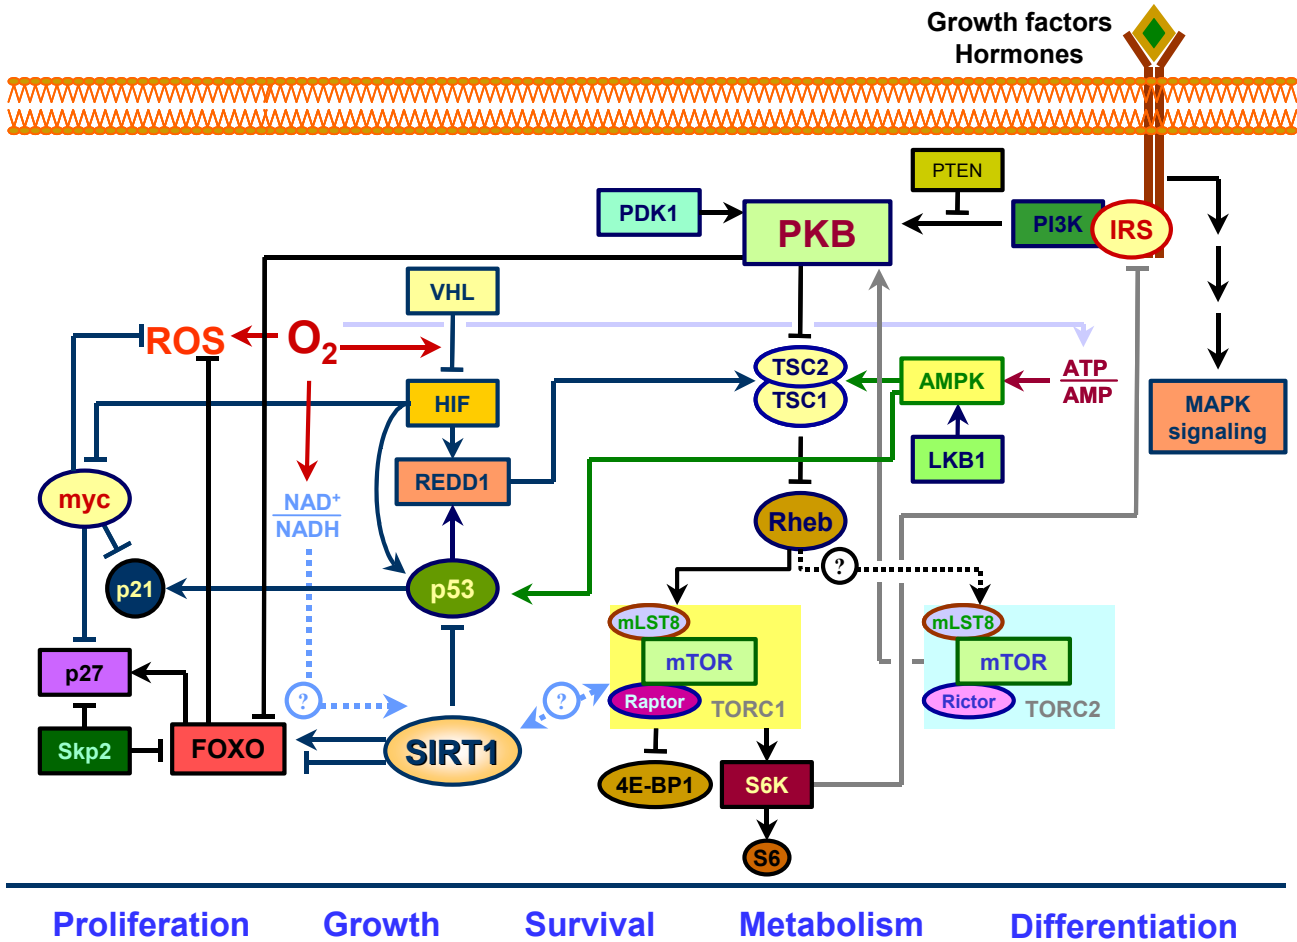 Growth factors
Hormones
PTEN
PDK1
PKB
PI3K
IRS
VHL
ROS
O2
TSC2
TSC1
AMPK
ATP
AMP
HIF
MAPK
signaling
LKB1
REDD1
myc
NAD+
NADH
Rheb
?
p21
p53
mLST8
mTOR
Raptor
TORC1
mLST8
mTOR
Rictor
TORC2
p27
?
?
Skp2
FOXO
SIRT1
4E-BP1
S6K
S6
Proliferation Growth Survival Metabolism Differentiation